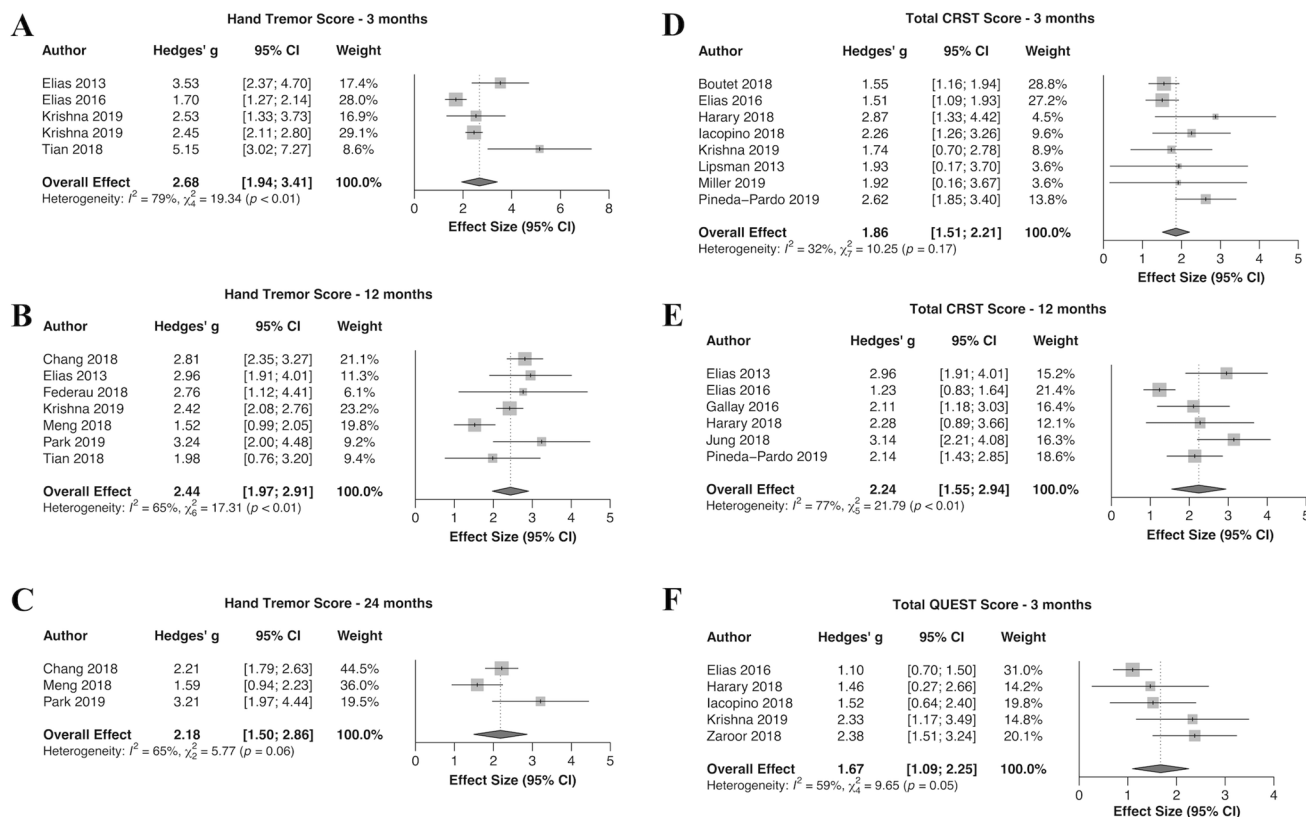 A
Hand Tremor Score - 3 months
Author Hedges' g 95% CI Weight
Elias 2013 3.53 [2.37; 4.70] 17.4%
Elias 2016 1.70 [1.27; 2.14] 28.0%
Krishna 2019 2.53 [1.33; 3.73] 16.9%
Krishna 2019 2.45 [2.11; 2.80] 29.1%
Tian 2018 5.15 [3.02; 7.27] 8.6%
Overall Effect 2.68 [1.94; 3.41] 100.0%
Heterogeneity: I² = 79%, χ²₄ = 19.34 (p < 0.01)
0 2 4 6 8
Effect Size (95% CI)
B
Hand Tremor Score - 12 months
Author Hedges' g 95% CI Weight
Chang 2018 2.81 [2.35; 3.27] 21.1%
Elias 2013 2.96 [1.91; 4.01] 11.3%
Federau 2018 2.76 [1.12; 4.41] 6.1%
Krishna 2019 2.42 [2.08; 2.76] 23.2%
Meng 2018 1.52 [0.99; 2.05] 19.8%
Park 2019 3.24 [2.00; 4.48] 9.2%
Tian 2018 1.98 [0.76; 3.20] 9.4%
Overall Effect 2.44 [1.97; 2.91] 100.0%
Heterogeneity: I² = 65%, χ²₆ = 17.31 (p < 0.01)
0 1 2 3 4 5
Effect Size (95% CI)
C
Hand Tremor Score - 24 months
Author Hedges' g 95% CI Weight
Chang 2018 2.21 [1.79; 2.63] 44.5%
Meng 2018 1.59 [0.94; 2.23] 36.0%
Park 2019 3.21 [1.97; 4.44] 19.5%
Overall Effect 2.18 [1.50; 2.86] 100.0%
Heterogeneity: I² = 65%, χ²₂ = 5.77 (p = 0.06)
0 1 2 3 4 5
Effect Size (95% CI)
D
Total CRST Score - 3 months
Author Hedges' g 95% CI Weight
Boutet 2018 1.55 [1.16; 1.94] 28.8%
Elias 2016 1.51 [1.09; 1.93] 27.2%
Harary 2018 2.87 [1.33; 4.42] 4.5%
Iacopino 2018 2.26 [1.26; 3.26] 9.6%
Krishna 2019 1.74 [0.70; 2.78] 8.9%
Lipsman 2013 1.93 [0.17; 3.70] 3.6%
Miller 2019 1.92 [0.16; 3.67] 3.6%
Pineda−Pardo 2019 2.62 [1.85; 3.40] 13.8%
Overall Effect 1.86 [1.51; 2.21] 100.0%
Heterogeneity: I² = 32%, χ²₇ = 10.25 (p = 0.17)
0 1 2 3 4 5
Effect Size (95% CI)
E
Total CRST Score - 12 months
Author Hedges' g 95% CI Weight
Elias 2013 2.96 [1.91; 4.01] 15.2%
Elias 2016 1.23 [0.83; 1.64] 21.4%
Gallay 2016 2.11 [1.18; 3.03] 16.4%
Harary 2018 2.28 [0.89; 3.66] 12.1%
Jung 2018 3.14 [2.21; 4.08] 16.3%
Pineda−Pardo 2019 2.14 [1.43; 2.85] 18.6%
Overall Effect 2.24 [1.55; 2.94] 100.0%
Heterogeneity: I² = 77%, χ²₅ = 21.79 (p < 0.01)
0 1 2 3 4 5
Effect Size (95% CI)
F
Total QUEST Score - 3 months
Author Hedges' g 95% CI Weight
Elias 2016 1.10 [0.70; 1.50] 31.0%
Harary 2018 1.46 [0.27; 2.66] 14.2%
Iacopino 2018 1.52 [0.64; 2.40] 19.8%
Krishna 2019 2.33 [1.17; 3.49] 14.8%
Zaroor 2018 2.38 [1.51; 3.24] 20.1%
Overall Effect 1.67 [1.09; 2.25] 100.0%
Heterogeneity: I² = 59%, χ²₄ = 9.65 (p = 0.05)
0 1 2 3 4
Effect Size (95% CI)